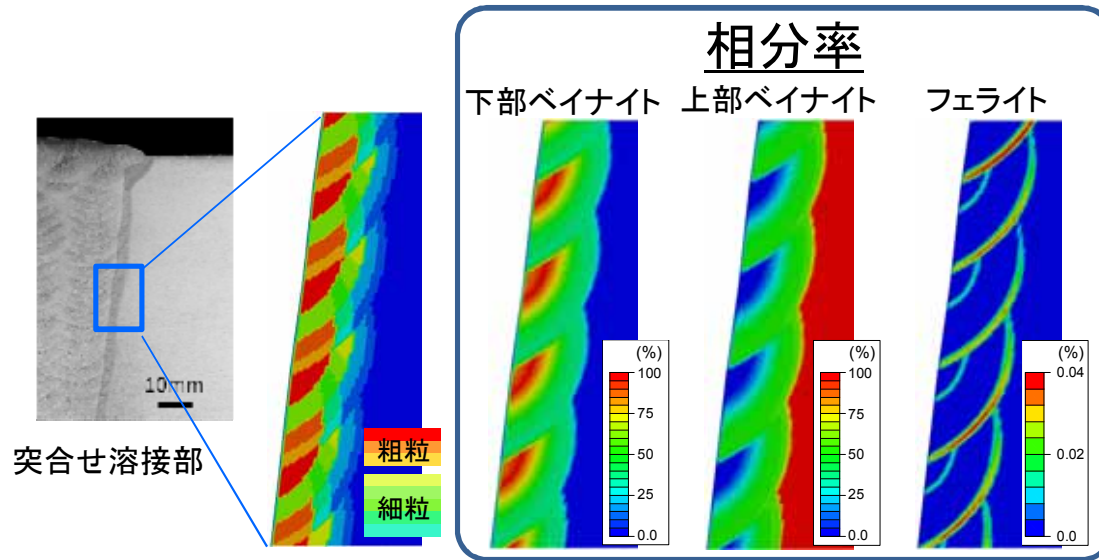 相分率
下部ベイナイト
上部ベイナイト
フェライト
10mm
突合せ溶接部
粗粒
細粒
(%)
100
75
50
25
0.0
(%)
100
75
50
25
0.0
(%)
0.04
0.02
0.0